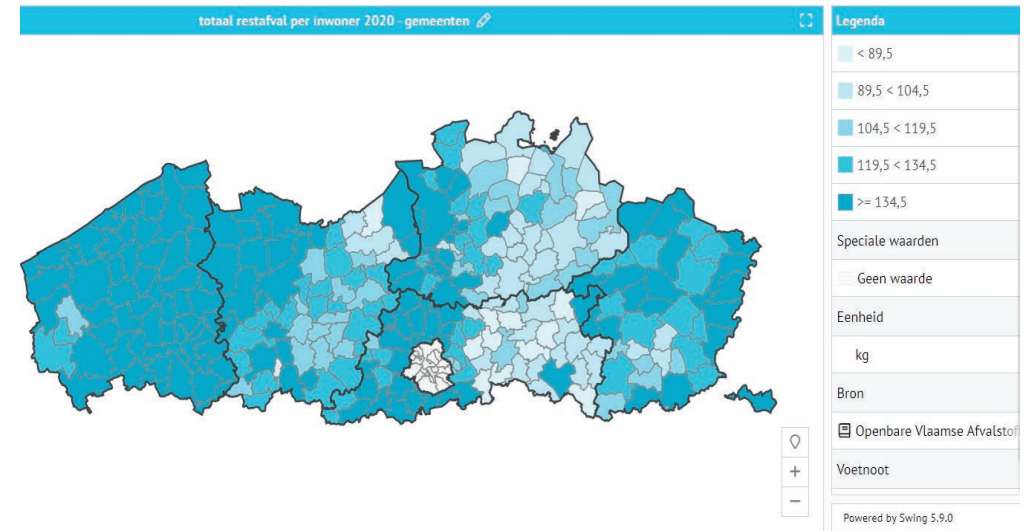 totaal restafval per inwoner 2020 - gemeenten
Legenda
< 89,5
89,5 < 104,5
104,5 < 119,5
119,5 < 134,5
>= 134,5
Speciale waarden
Geen waarde
Eenheid
kg
Bron
Openbare Vlaamse Afvalstof
Voetnoot
+
−
Powered by Swing 5.9.0